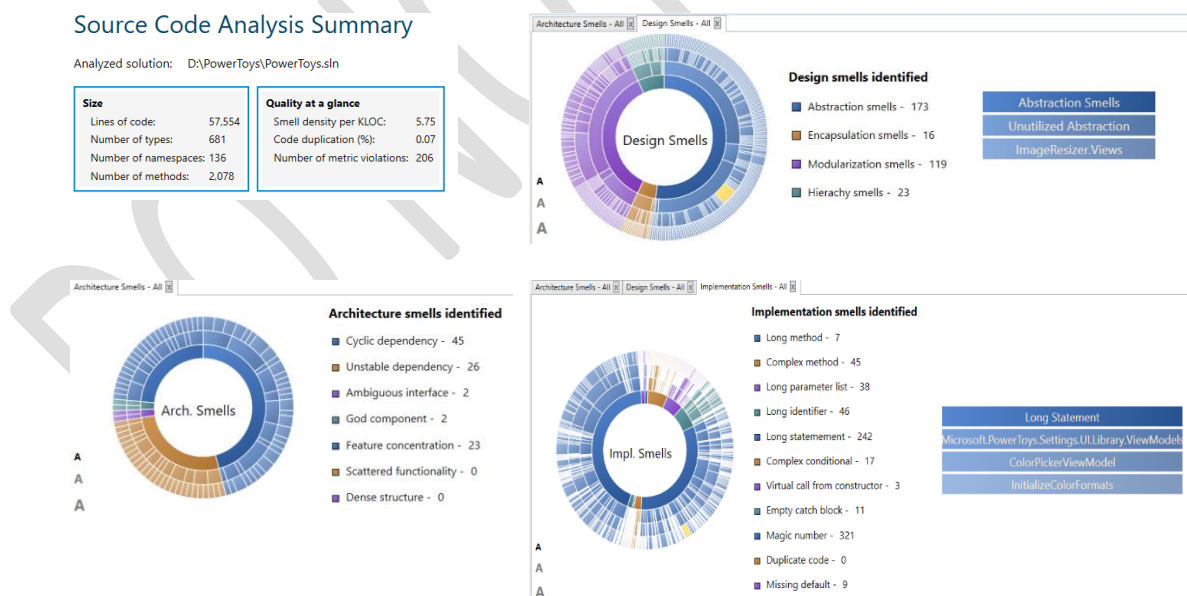 Source Code Analysis Summary
Analyzed solution: D:\PowerToys\PowerToys.sln
Size
Lines of code: 57,554
Number of types: 681
Number of namespaces: 136
Number of methods: 2,078
Quality at a glance
Smell density per KLOC: 5.75
Code duplication (%): 0.07
Number of metric violations: 206
Architecture Smells - All x Design Smells - All x
Design Smells
Design smells identified
Abstraction smells - 173
Encapsulation smells - 16
Modularization smells - 119
Hierachy smells - 23
Abstraction Smells
Unutilized Abstraction
ImageResizer.Views
A
A
A
Architecture Smells - All x
Arch. Smells
Architecture smells identified
Cyclic dependency - 45
Unstable dependency - 26
Ambiguous interface - 2
God component - 2
Feature concentration - 23
Scattered functionality - 0
Dense structure - 0
A
A
A
Architecture Smells - All x Design Smells - All x Implementation Smells - All x
Impl. Smells
Implementation smells identified
Long method - 7
Complex method - 45
Long parameter list - 38
Long identifier - 46
Long statemement - 242
Complex conditional - 17
Virtual call from constructor - 3
Empty catch block - 11
Magic number - 321
Duplicate code - 0
Missing default - 9
Long Statement
Microsoft.PowerToys.Settings.UI.Library.ViewModels
ColorPickerViewModel
InitializeColorFormats
A
A
A